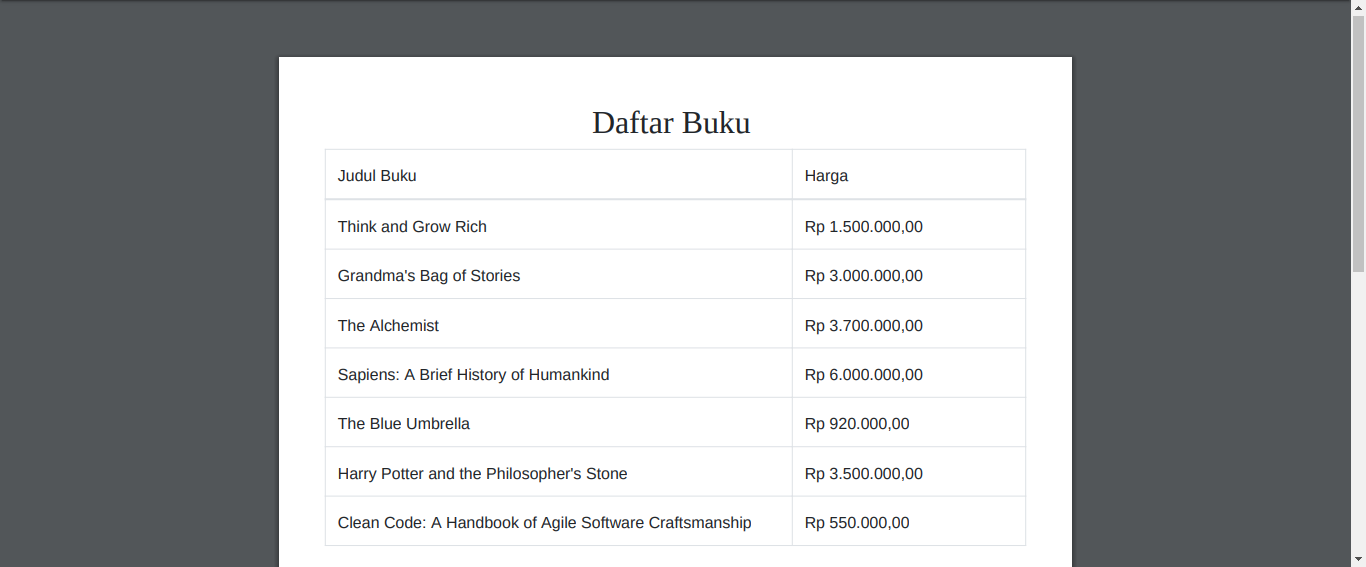 Daftar Buku
Judul Buku Harga
Think and Grow Rich Rp 1.500.000,00
Grandma's Bag of Stories Rp 3.000.000,00
The Alchemist Rp 3.700.000,00
Sapiens: A Brief History of Humankind Rp 6.000.000,00
The Blue Umbrella Rp 920.000,00
Harry Potter and the Philosopher's Stone Rp 3.500.000,00
Clean Code: A Handbook of Agile Software Craftsmanship Rp 550.000,00